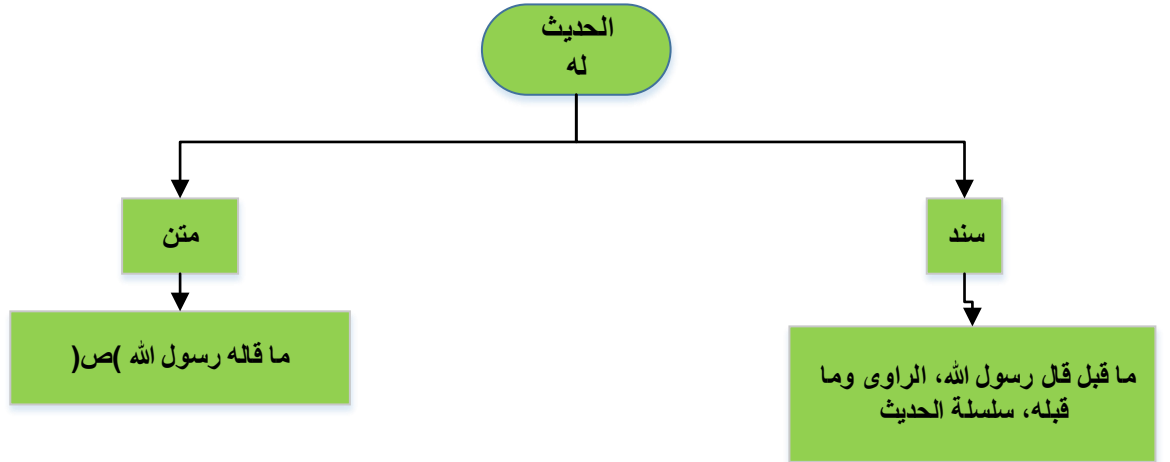 الحديث
له
سند
متن
ما قبل قال رسول الله، الراوى وما
قبله، سلسلة الحديث
ما قاله رسول الله )ص(